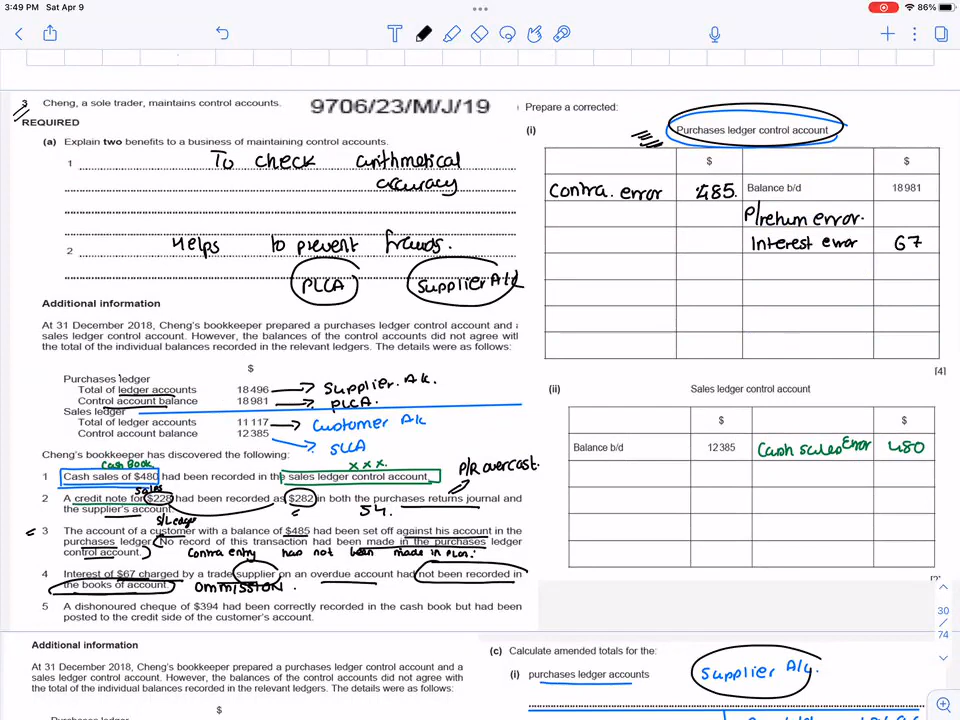 3:49 PM Sat Apr 9
86%
3 Cheng, a sole trader, maintains control accounts.
9706/23/M/J/19
REQUIRED
(a) Explain two benefits to a business of maintaining control accounts.
1 To check arithmetical
accuracy
2 Helps to prevent frauds.
PLCA Supplier A/c
Additional information
At 31 December 2018, Cheng's bookkeeper prepared a purchases ledger control account and a
sales ledger control account. However, the balances of the control accounts did not agree with
the total of the individual balances recorded in the relevant ledgers. The details were as follows:
$
Purchases ledger
Total of ledger accounts 18 496 Supplier. A/c.
Control account balance 18 981 PLCA.
Sales ledger
Total of ledger accounts 11 117 Customer A/c
Control account balance 12 385 SLCA
Cheng's bookkeeper has discovered the following:
Cash Book x x x. P/R overcast.
1 Cash sales of $480 had been recorded in the sales ledger control account.
Sales
2 A credit note for $228 had been recorded as $282 in both the purchases returns journal and
the supplier's account. 54.
S/Ledger
3 The account of a customer with a balance of $485 had been set off against his account in the
purchases ledger. No record of this transaction had been made in the purchases ledger
control account. Contra entry has not been made in PLCA.
4 Interest of $67 charged by a trade supplier on an overdue account had not been recorded in
the books of account. OMMISSION.
5 A dishonoured cheque of $394 had been correctly recorded in the cash book but had been
posted to the credit side of the customer's account.
Prepare a corrected:
(i) Purchases ledger control account
$ $
Contra. error 485. Balance b/d 18 981
P/return error.
Interest error 67
[4]
(ii) Sales ledger control account
$ $
Balance b/d 12 385 Cash sales Error 480
30
/
74
Additional information
At 31 December 2018, Cheng's bookkeeper prepared a purchases ledger control account and a
sales ledger control account. However, the balances of the control accounts did not agree with
the total of the individual balances recorded in the relevant ledgers. The details were as follows:
$
(c) Calculate amended totals for the:
(i) purchases ledger accounts Supplier A/c.